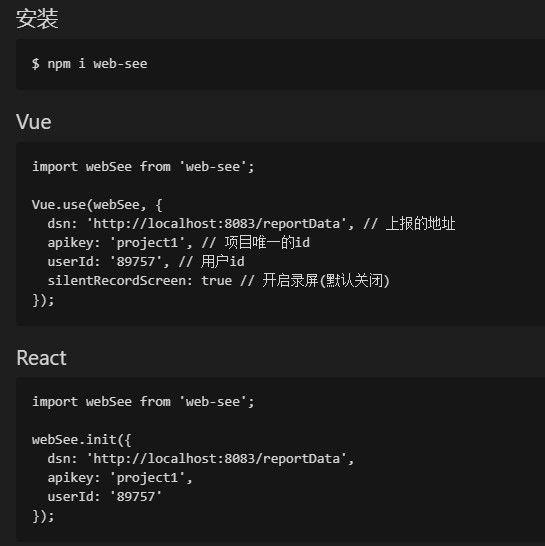 安装
$ npm i web-see
Vue
import webSee from 'web-see';
Vue.use(webSee, {
  dsn: 'http://localhost:8083/reportData', // 上报的地址
  apikey: 'project1', // 项目唯一的id
  userId: '89757', // 用户id
  silentRecordScreen: true // 开启录屏(默认关闭)
});
React
import webSee from 'web-see';
webSee.init({
  dsn: 'http://localhost:8083/reportData',
  apikey: 'project1',
  userId: '89757'
});